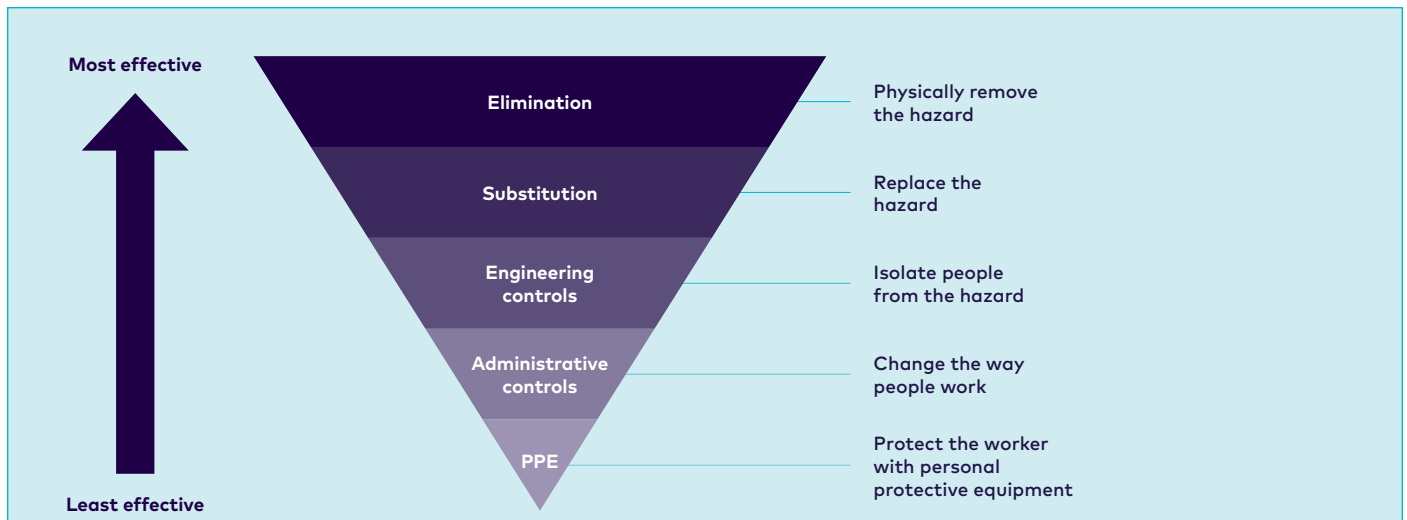 Most effective
Elimination
Physically remove
the hazard
Substitution
Replace the
hazard
Engineering
controls
Isolate people
from the hazard
Administrative
controls
Change the way
people work
PPE
Protect the worker
with personal
protective equipment
Least effective